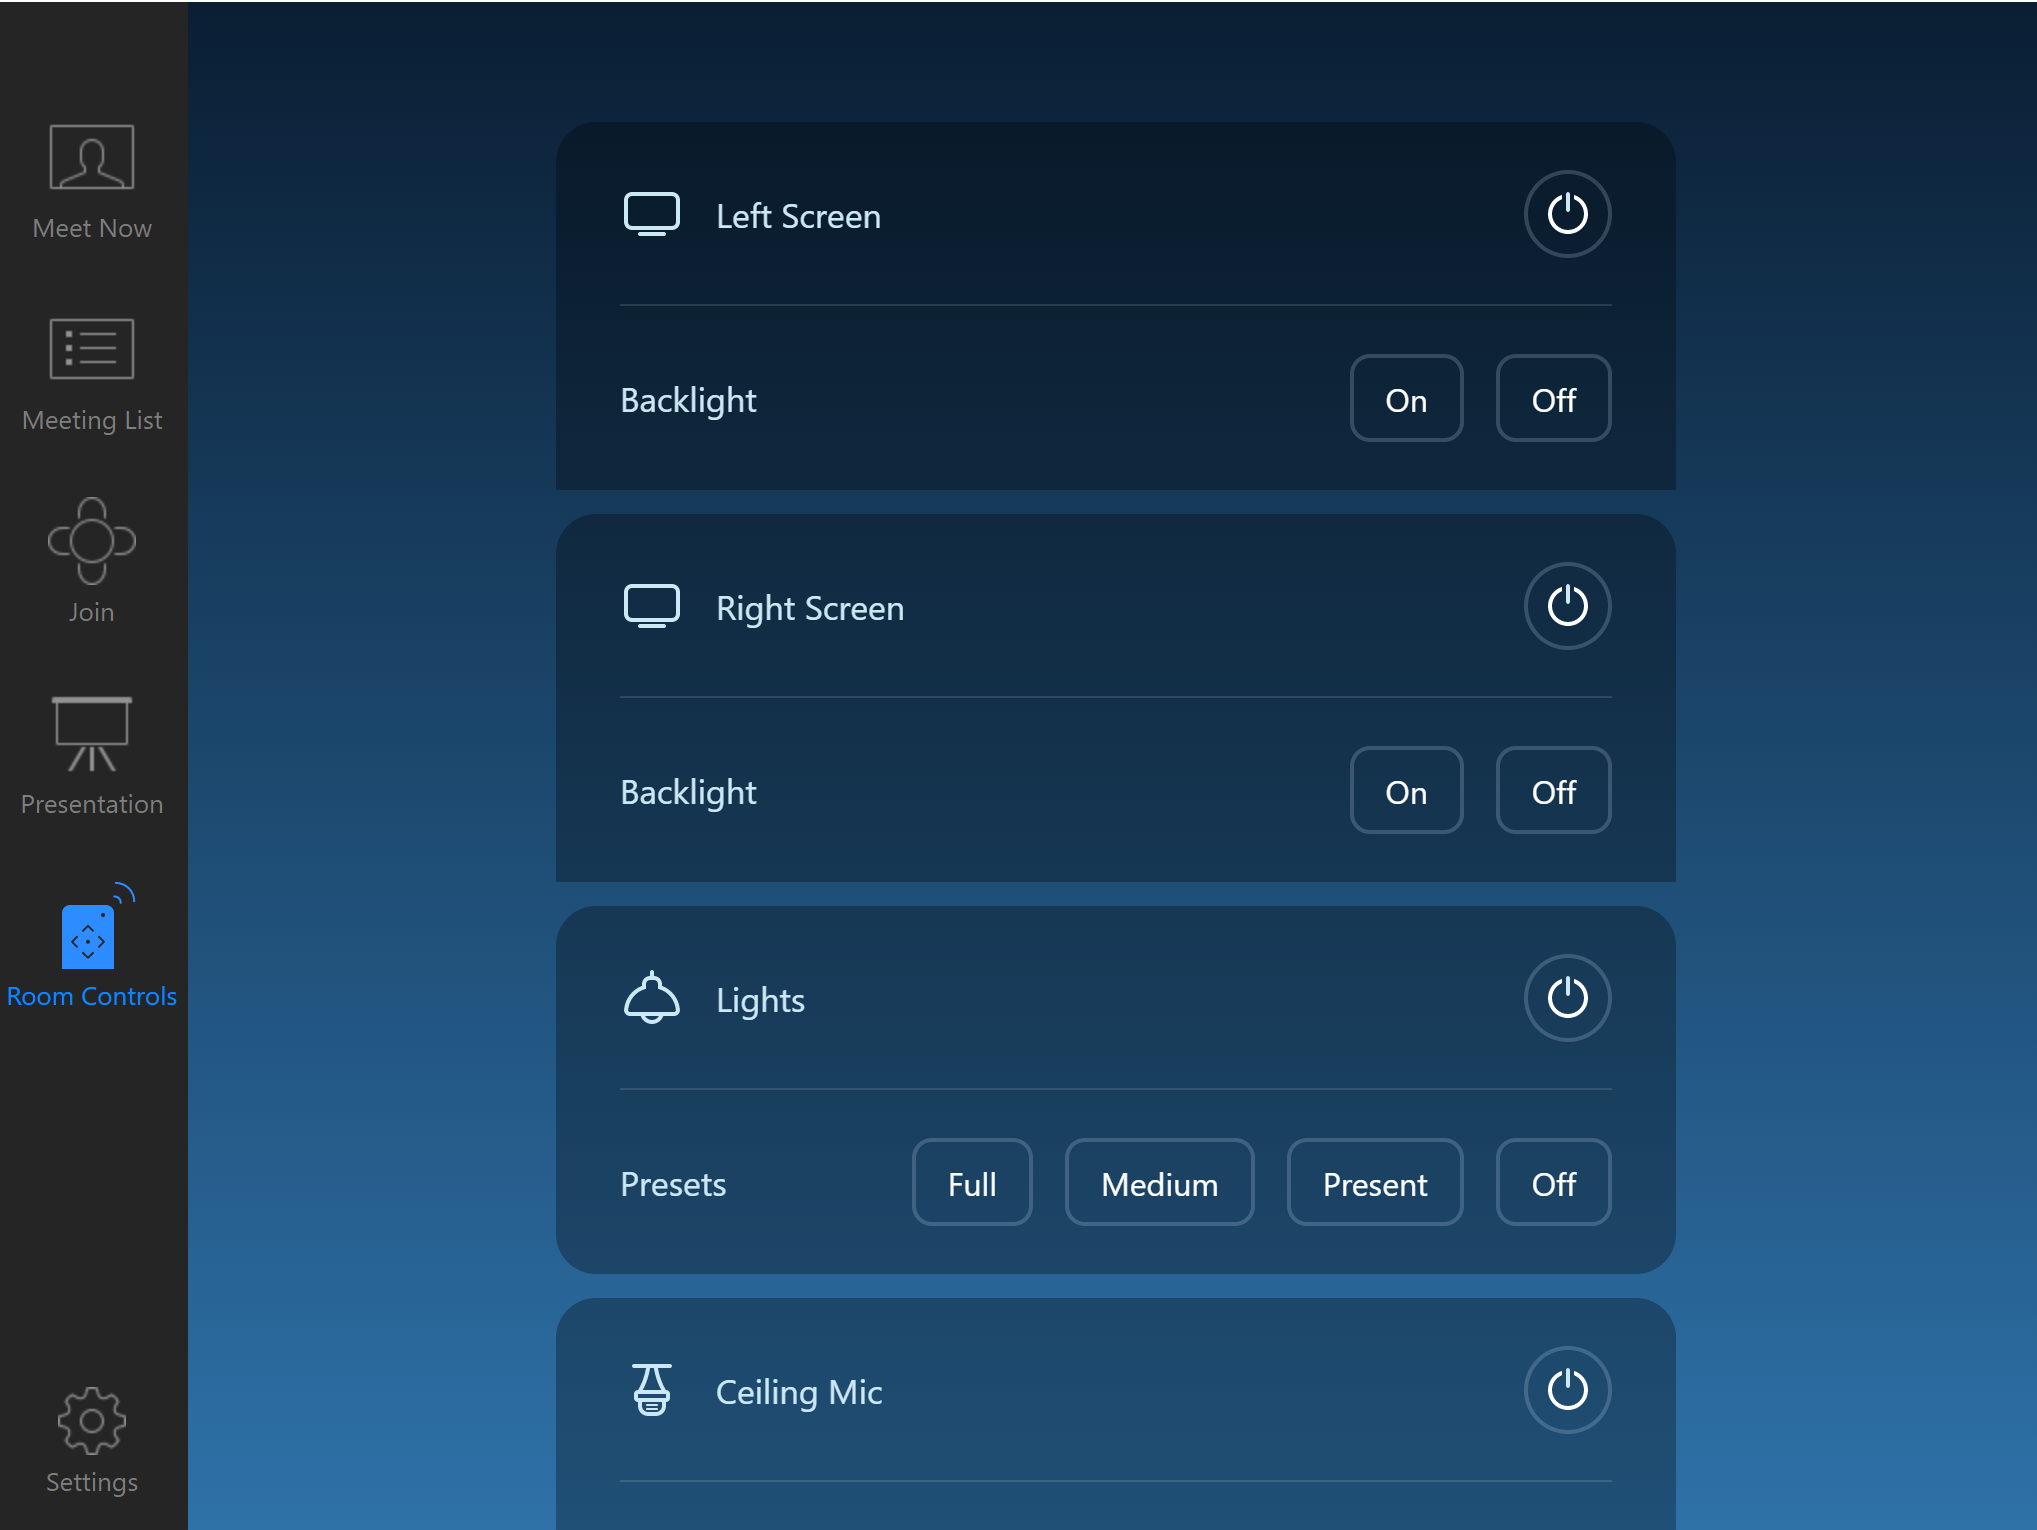 Meet Now
Meeting List
Join
Presentation
Room Controls
Settings
Left Screen
Backlight On Off
Right Screen
Backlight On Off
Lights
Presets Full Medium Present Off
Ceiling Mic